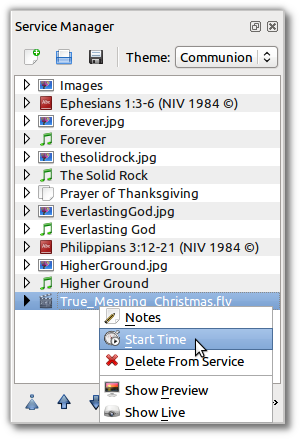 Service Manager
Theme: Communion
Images
Ephesians 1:3-6 (NIV 1984 ©)
forever.jpg
Forever
thesolidrock.jpg
The Solid Rock
Prayer of Thanksgiving
EverlastingGod.jpg
Everlasting God
Philippians 3:12-21 (NIV 1984 ©)
HigherGround.jpg
Higher Ground
True_Meaning_Christmas.flv
Notes
Start Time
Delete From Service
Show Preview
Show Live